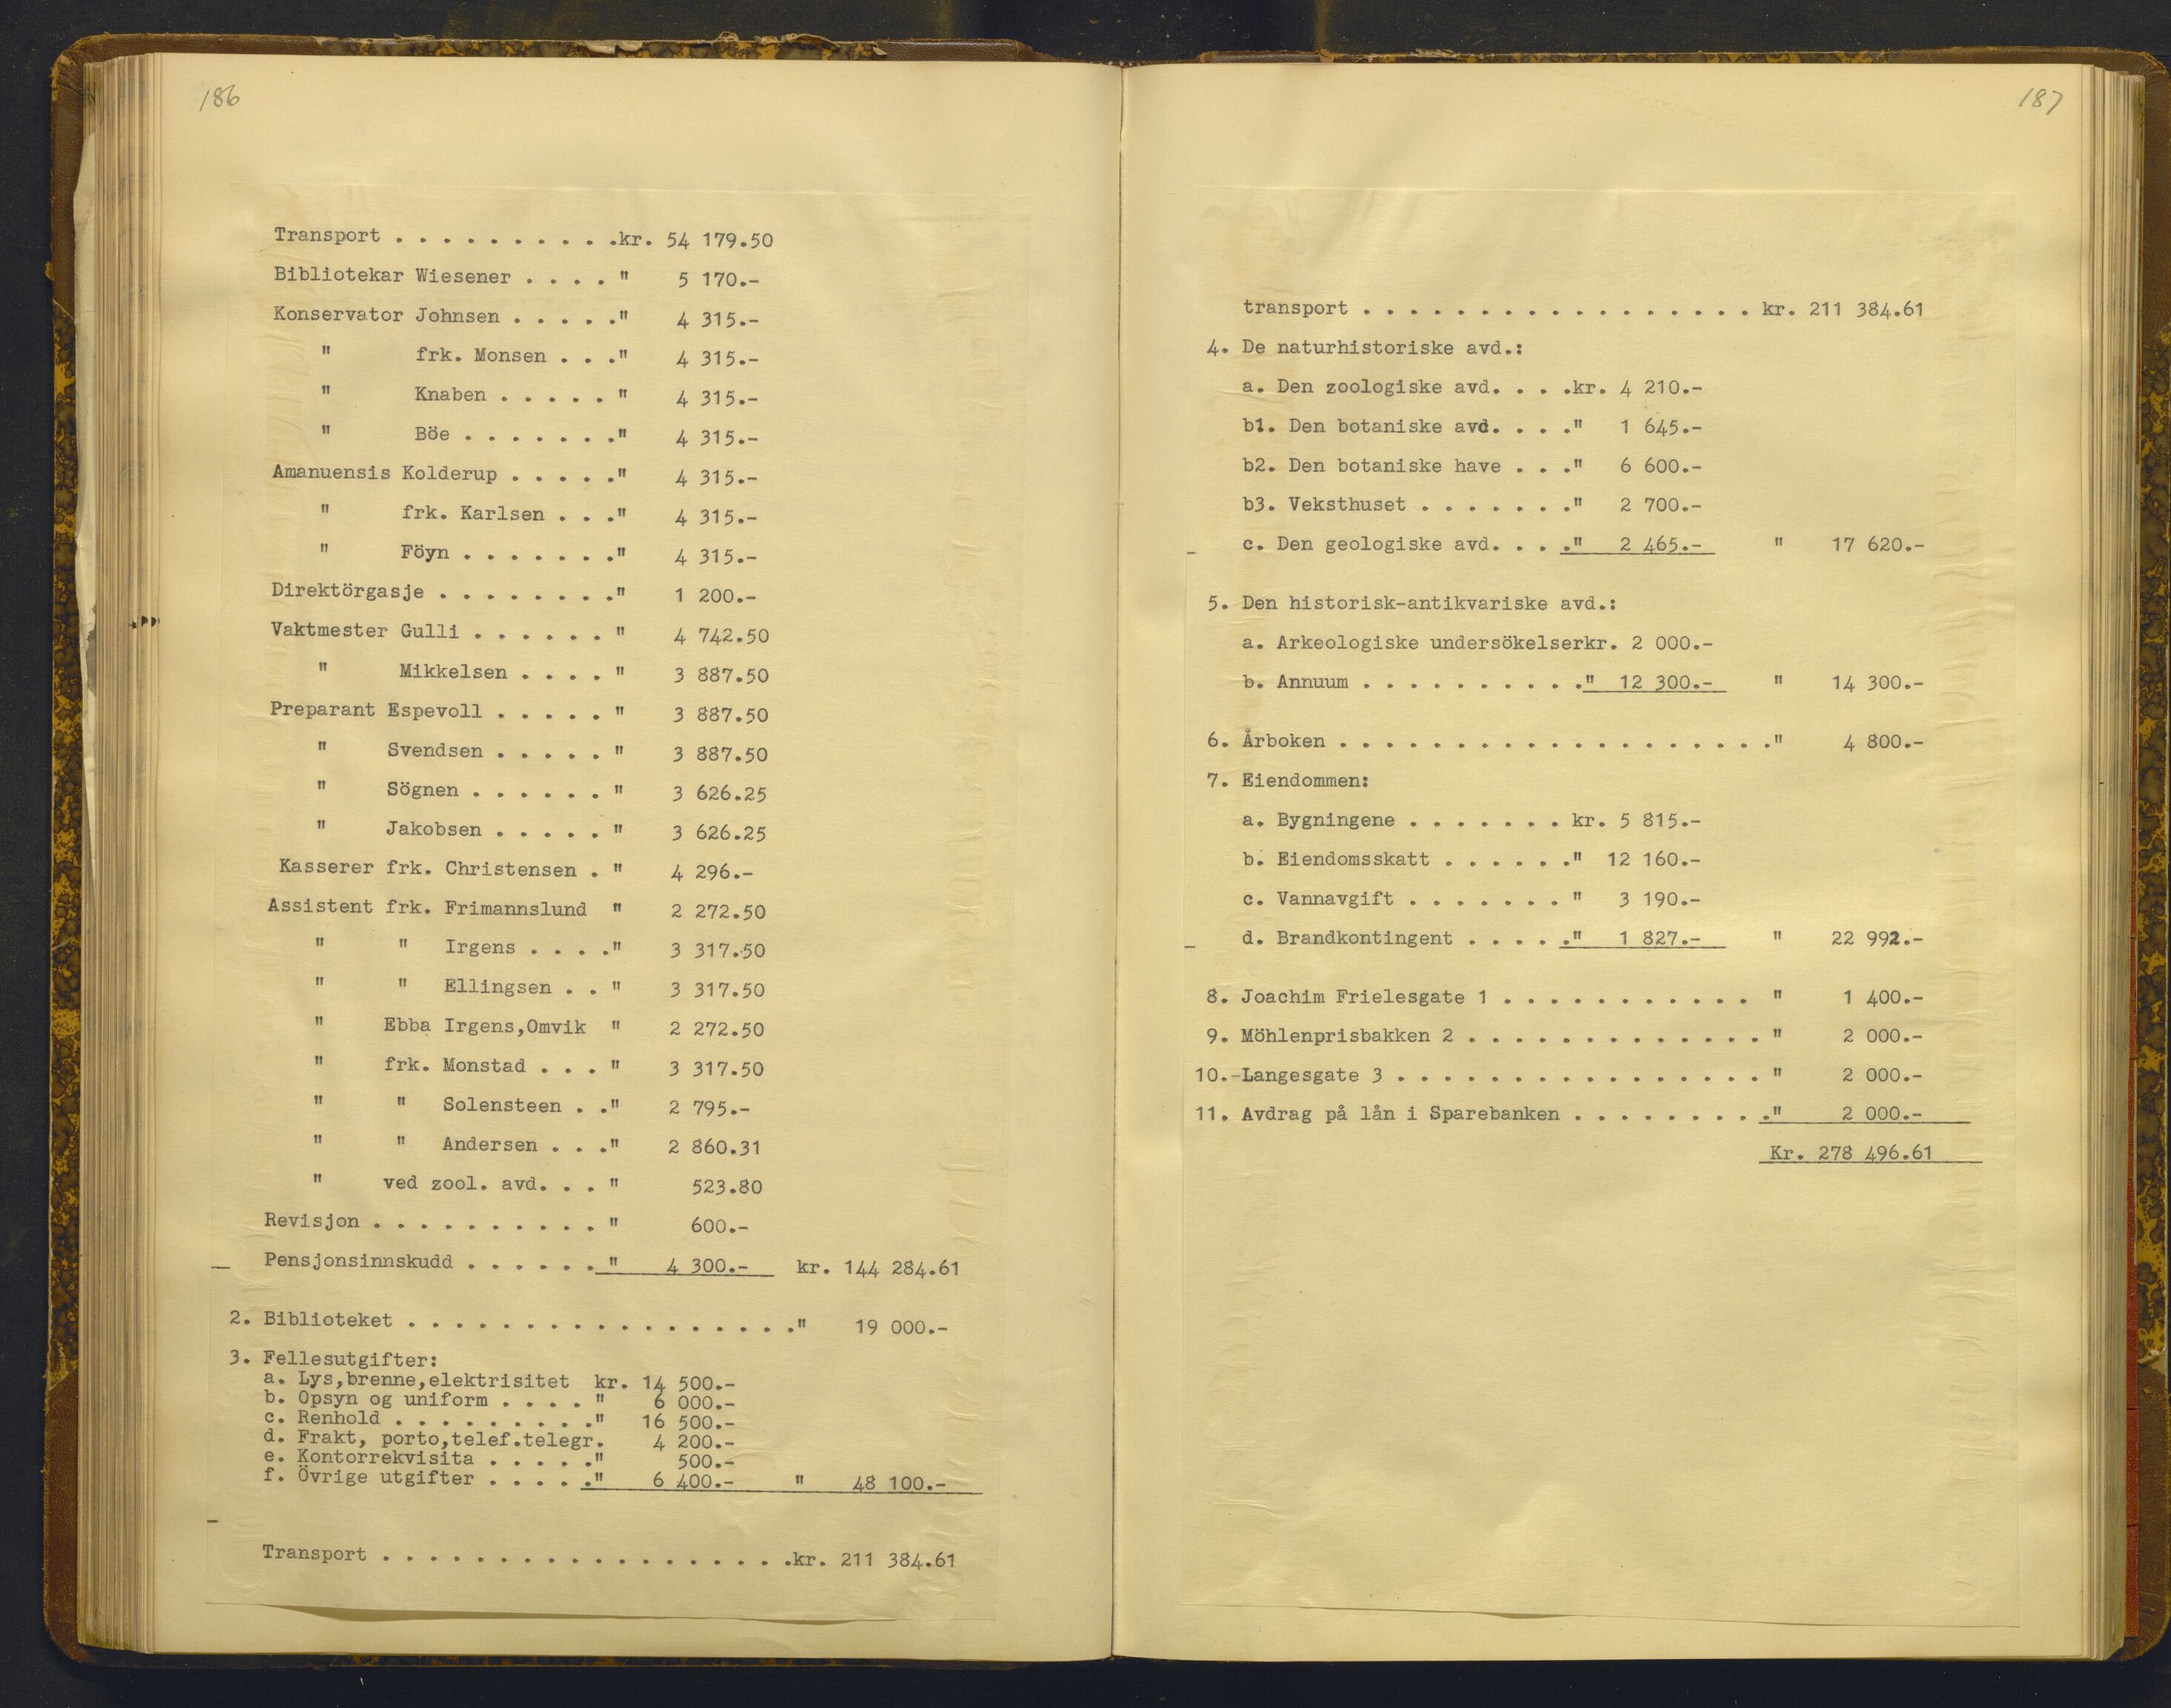 186
Transport . . . . . . . . . .kr. 54 179.50
Bibliotekar Wiesener . . . . " 5 170.-
Konservator Johnsen . . . . ." 4 315.-
" frk. Monsen . . ." 4 315.-
" Knaben . . . . . " 4 315.-
" Böe . . . . . . ." 4 315.-
Amanuensis Kolderup . . . . ." 4 315.-
" frk. Karlsen . . ." 4 315.-
" Föyn . . . . . . ." 4 315.-
Direktörgasje . . . . . . . ." 1 200.-
Vaktmester Gulli . . . . . . " 4 742.50
" Mikkelsen . . . . " 3 887.50
Preparant Espevoll . . . . . " 3 887.50
" Svendsen . . . . . " 3 887.50
" Sögnen . . . . . . " 3 626.25
" Jakobsen . . . . . " 3 626.25
Kasserer frk. Christensen . " 4 296.-
Assistent frk. Frimannslund " 2 272.50
" " Irgens . . . ." 3 317.50
" " Ellingsen . . " 3 317.50
" Ebba Irgens,Omvik " 2 272.50
" frk. Monstad . . . " 3 317.50
" " Solensteen . ." 2 795.-
" " Andersen . . ." 2 860.31
" ved zool. avd. . . " 523.80
Revisjon . . . . . . . . . . " 600.-
Pensjonsinnskudd . . . . . . " 4 300.- kr. 144 284.61
2. Biblioteket . . . . . . . . . . . . . . . . ." 19 000.-
3. Fellesutgifter:
a. Lys,brenne,elektrisitet kr. 14 500.-
b. Opsyn og uniform . . . . " 6 000.-
c. Renhold . . . . . . . . ." 16 500.-
d. Frakt, porto,telef.telegr. 4 200.-
e. Kontorrekvisita . . . . ." 500.-
f. Övrige utgifter . . . . ." 6 400.- " 48 100.-
Transport . . . . . . . . . . . . . . . . . .kr. 211 384.61
187
transport . . . . . . . . . . . . . . . . . kr. 211 384.61
4. De naturhistoriske avd.:
a. Den zoologiske avd. . . .kr. 4 210.-
b1. Den botaniske avd. . . ." 1 645.-
b2. Den botaniske have . . ." 6 600.-
b3. Veksthuset . . . . . . ." 2 700.-
c. Den geologiske avd. . . ." 2 465.- " 17 620.-
5. Den historisk-antikvariske avd.:
a. Arkeologiske undersökelserkr. 2 000.-
b. Annuum . . . . . . . . . ." 12 300.- " 14 300.-
6. Årboken . . . . . . . . . . . . . . . . . . ." 4 800.-
7. Eiendommen:
a. Bygningene . . . . . . . kr. 5 815.-
b. Eiendomsskatt . . . . . ." 12 160.-
c. Vannavgift . . . . . . . " 3 190.-
d. Brandkontingent . . . . ." 1 827.- " 22 992.-
8. Joachim Frielesgate 1 . . . . . . . . . . . " 1 400.-
9. Möhlenprisbakken 2 . . . . . . . . . . . . . " 2 000.-
10.-Langesgate 3 . . . . . . . . . . . . . . . . " 2 000.-
11. Avdrag på lån i Sparebanken . . . . . . . . ." 2 000.-
Kr. 278 496.61